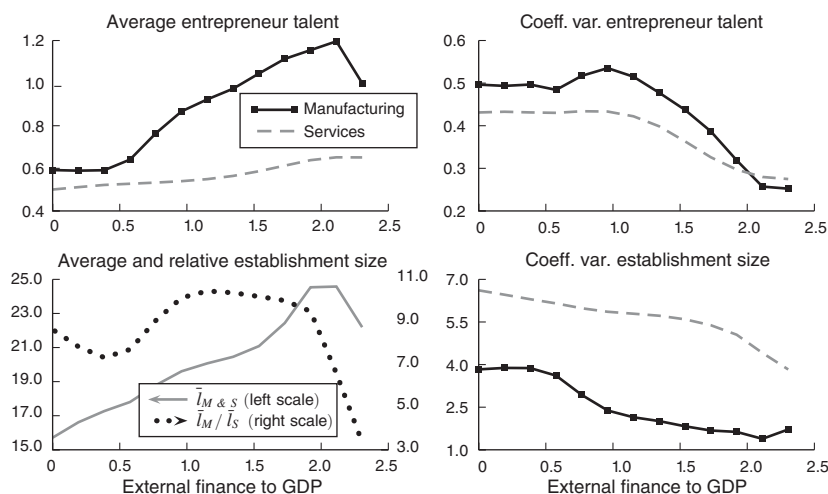 Average entrepreneur talent
1.2
1.0
0.8
0.6
0.4
0 0.5 1.0 1.5 2.0 2.5
Manufacturing
Services
Coeff. var. entrepreneur talent
0.6
0.5
0.4
0.3
0.2
0 0.5 1.0 1.5 2.0 2.5
Average and relative establishment size
25.0
23.0
21.0
19.0
17.0
15.0
11.0
9.0
7.0
5.0
3.0
l̄M & S (left scale)
l̄M / l̄S (right scale)
0 0.5 1.0 1.5 2.0 2.5
External finance to GDP
Coeff. var. establishment size
7.0
5.5
4.0
2.5
1.0
0 0.5 1.0 1.5 2.0 2.5
External finance to GDP